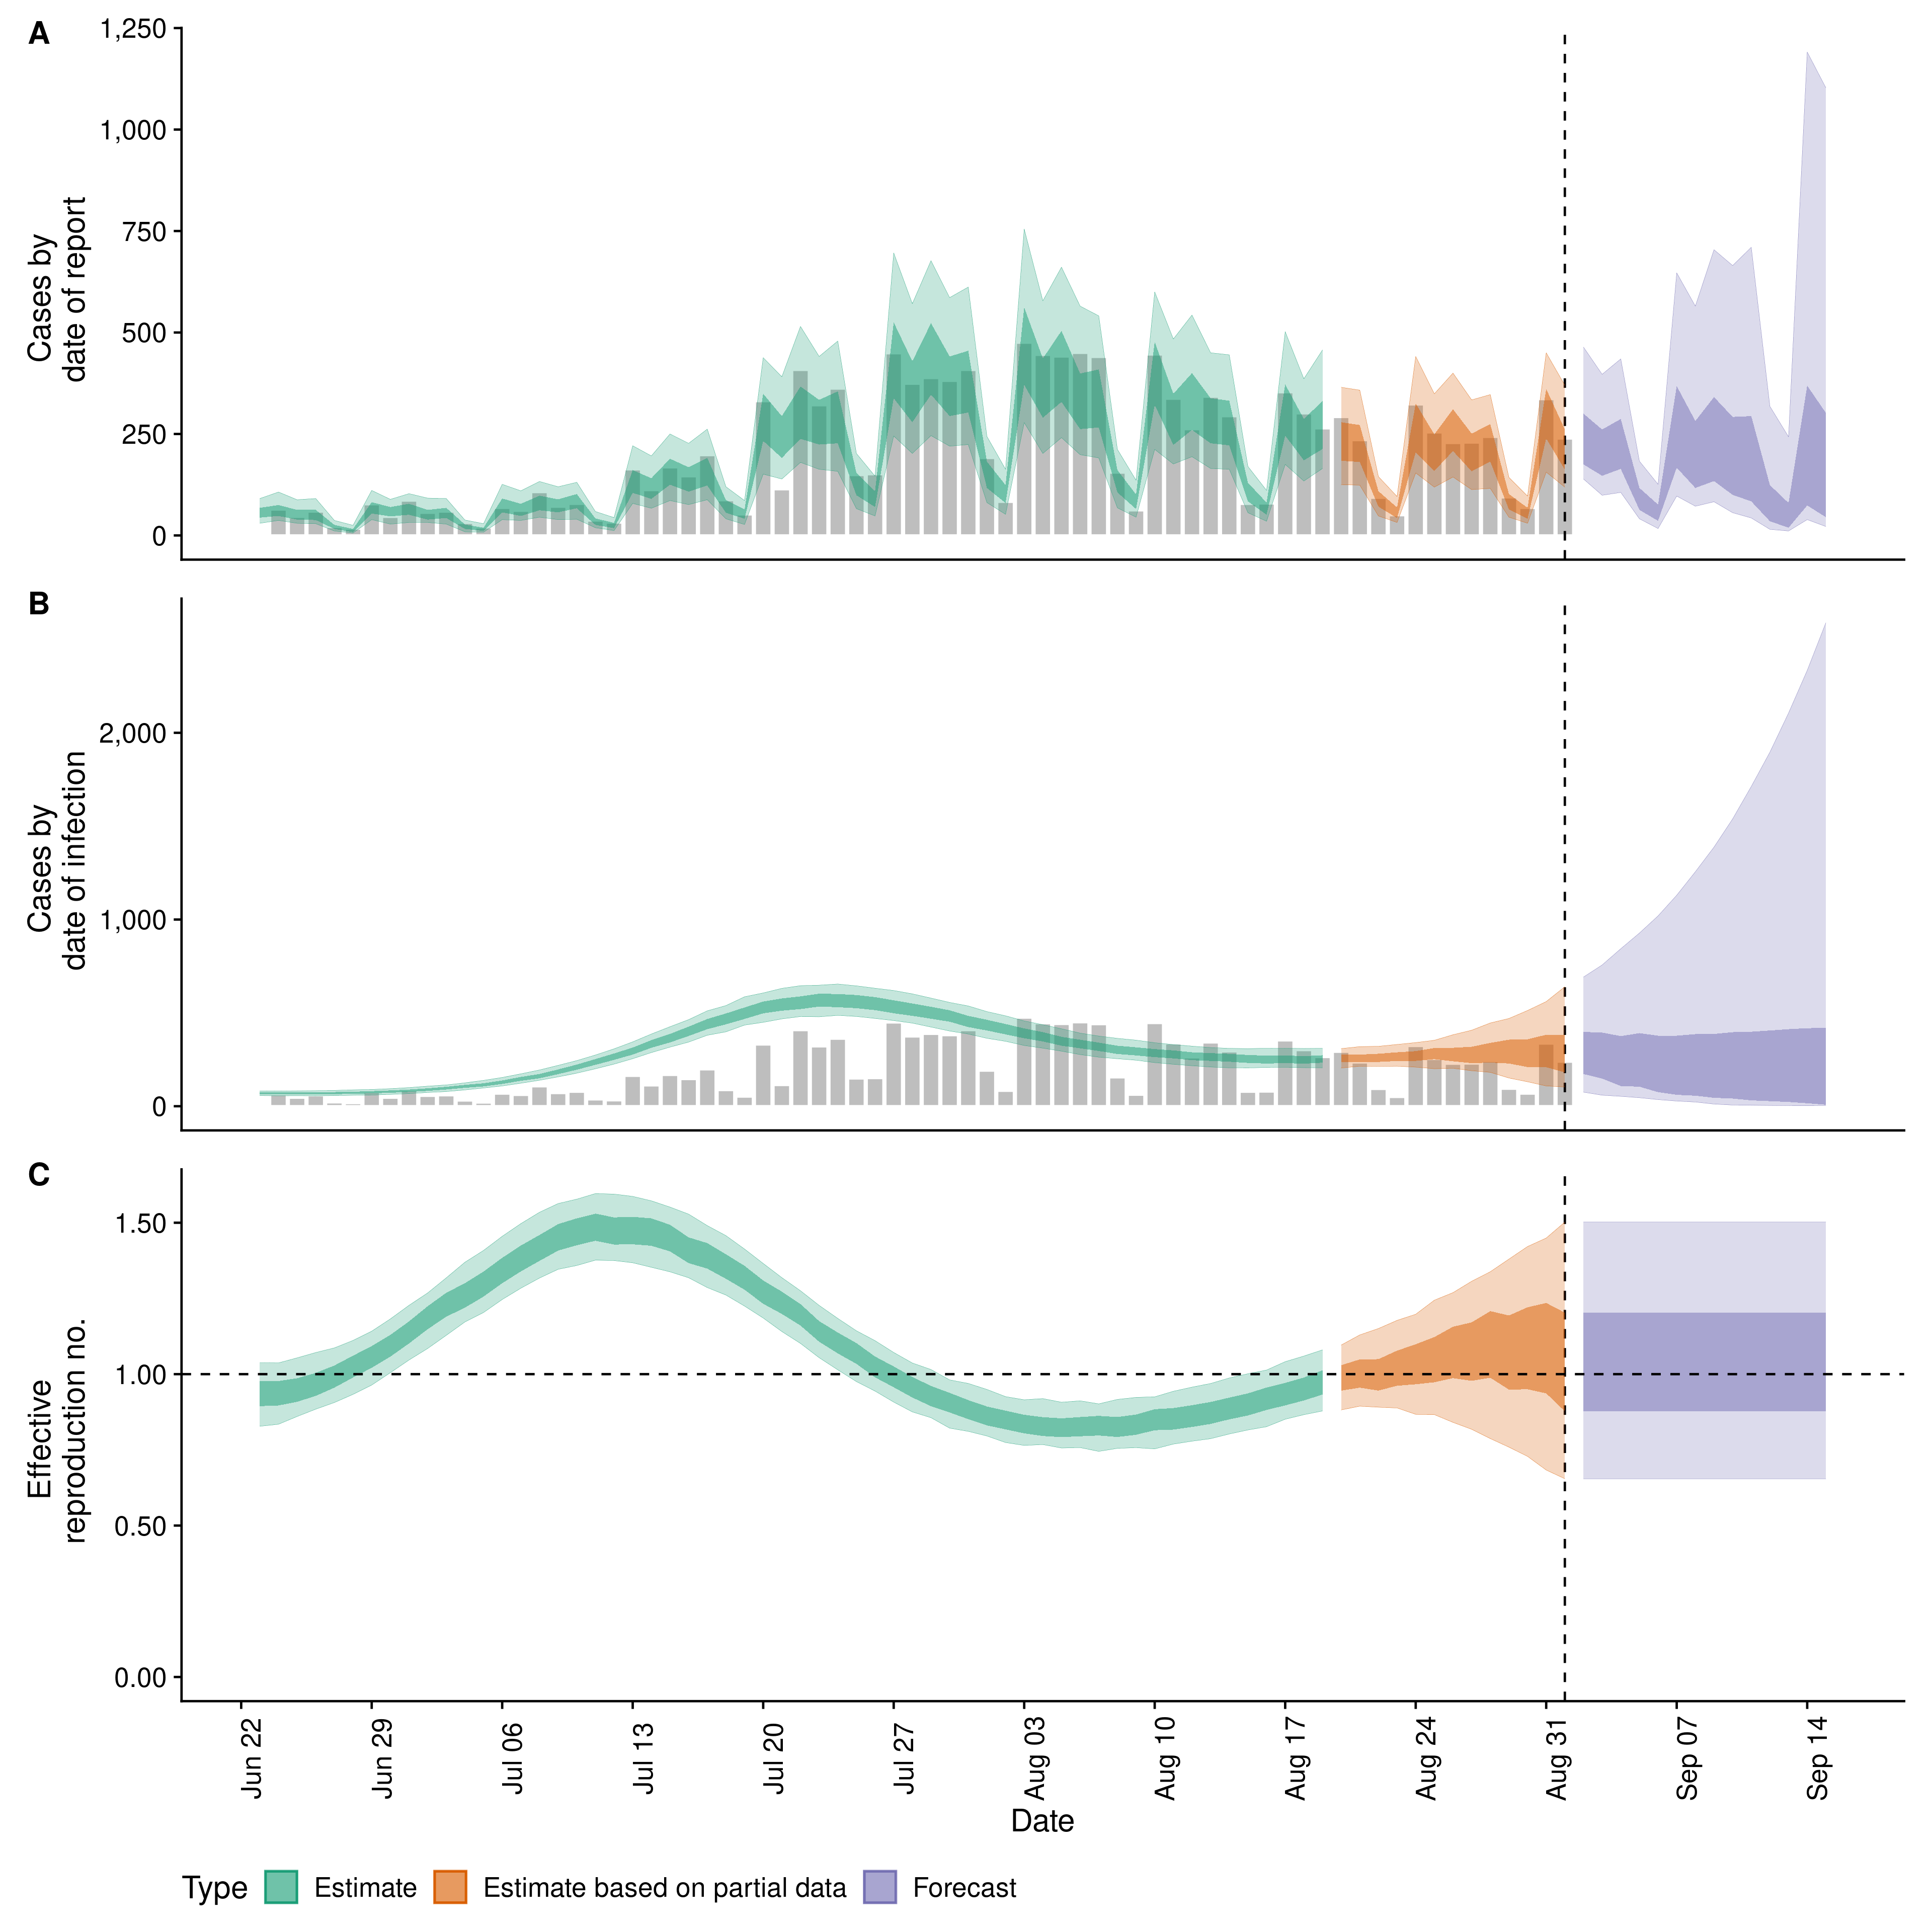 A
1,250
1,000
750
500
250
0
Cases by
date of report
B
2,000
1,000
0
Cases by
date of infection
C
1.50
1.00
0.50
0.00
Effective
reproduction no.
Jun 22
Jun 29
Jul 06
Jul 13
Jul 20
Jul 27
Aug 03
Aug 10
Aug 17
Aug 24
Aug 31
Sep 07
Sep 14
Date
Type Estimate Estimate based on partial data Forecast